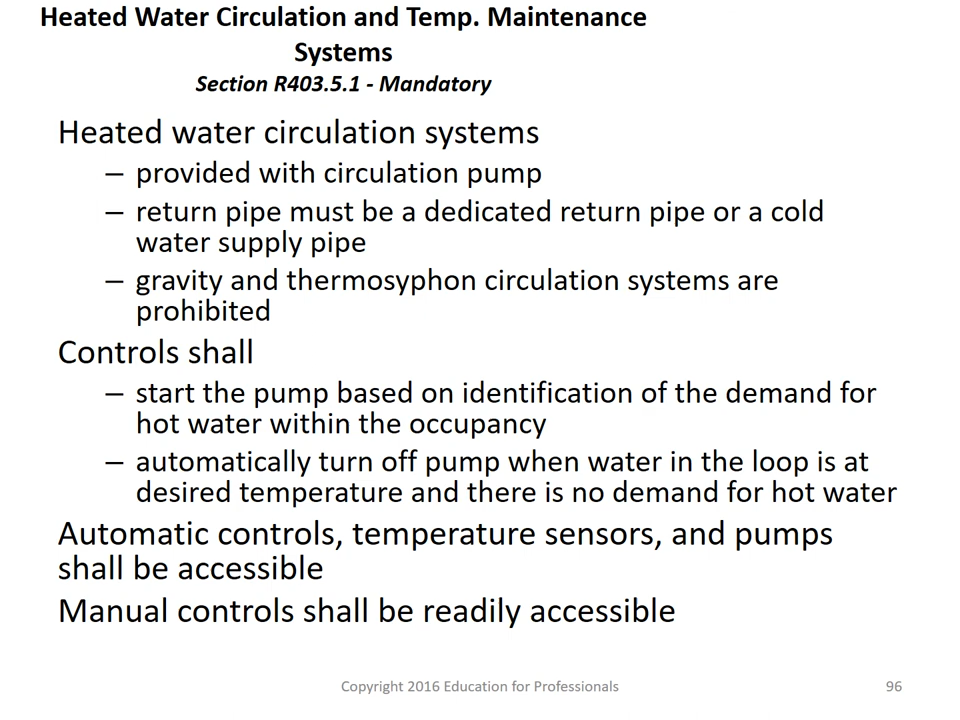 Heated Water Circulation and Temp. Maintenance
Systems
Section R403.5.1 - Mandatory
Heated water circulation systems
– provided with circulation pump
– return pipe must be a dedicated return pipe or a cold
water supply pipe
– gravity and thermosyphon circulation systems are
prohibited
Controls shall
– start the pump based on identification of the demand for
hot water within the occupancy
– automatically turn off pump when water in the loop is at
desired temperature and there is no demand for hot water
Automatic controls, temperature sensors, and pumps
shall be accessible
Manual controls shall be readily accessible
Copyright 2016 Education for Professionals
96